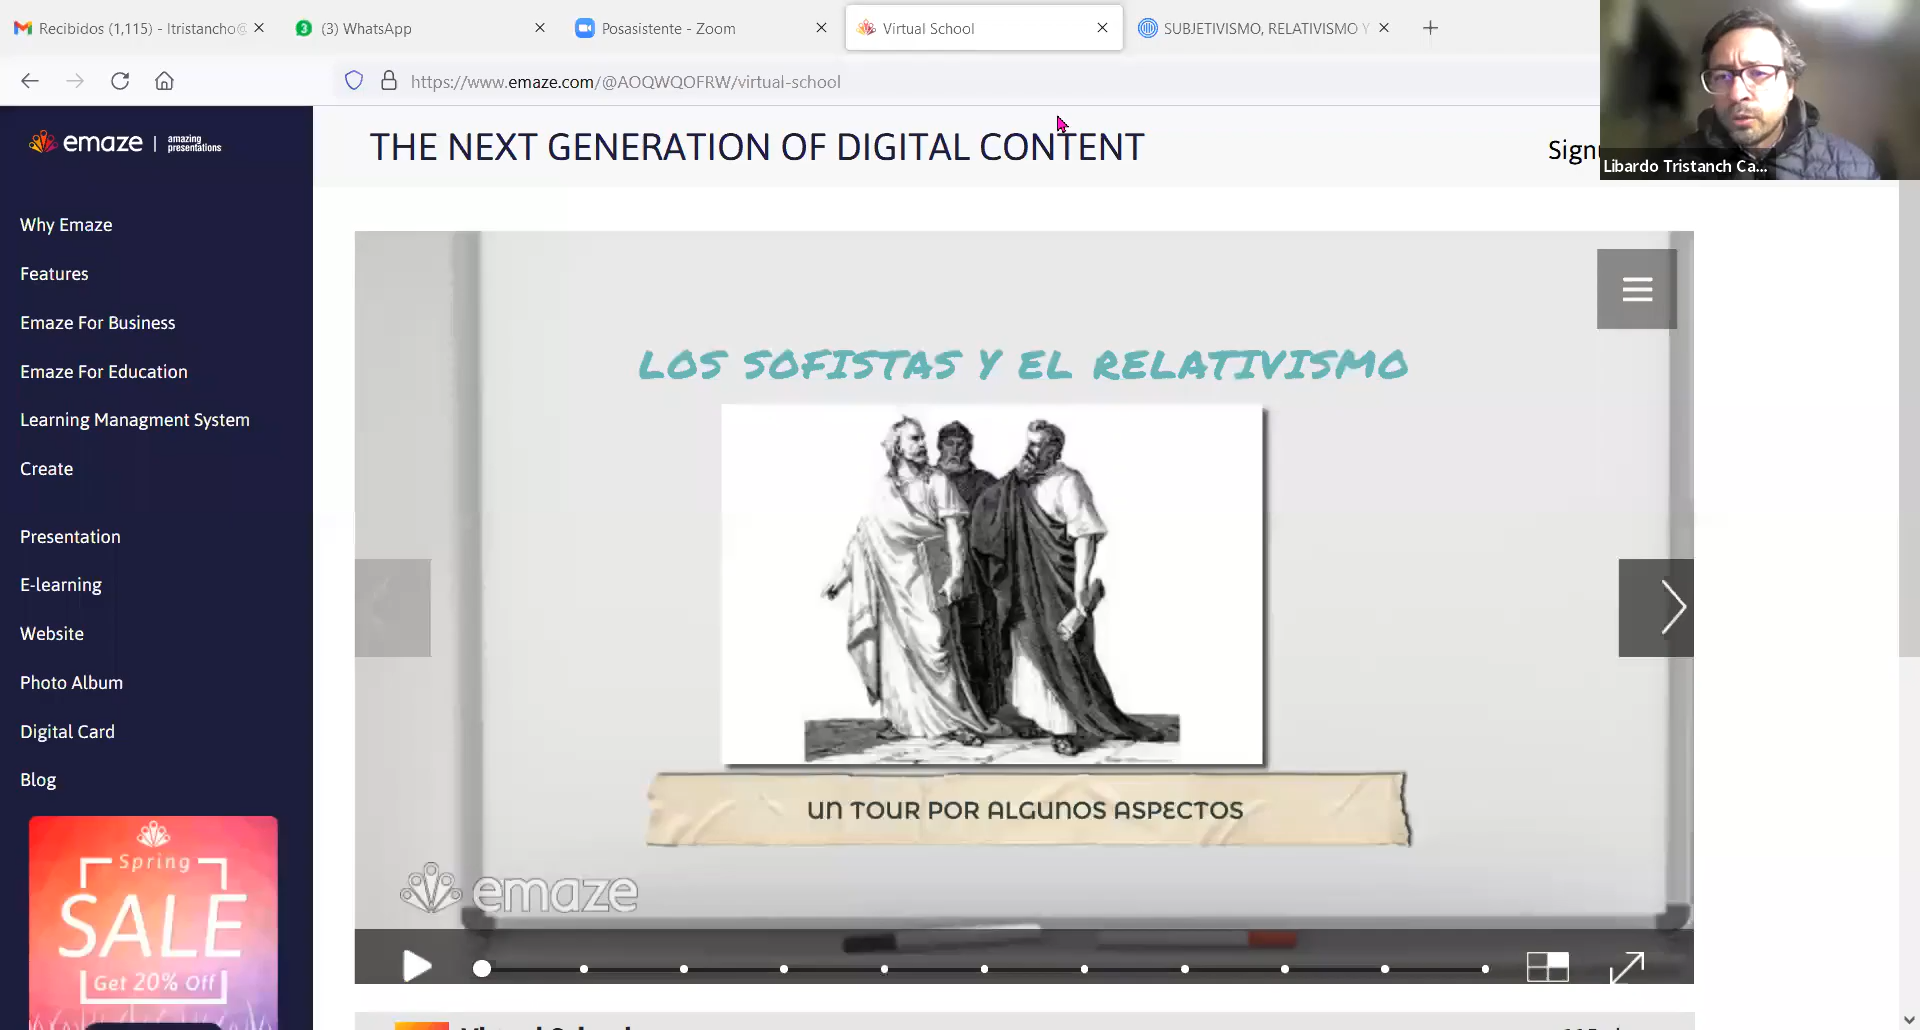 Recibidos (1,115) - ltristancho@
3
(3) WhatsApp
Posasistente - Zoom
Virtual School
SUBJETIVISMO, RELATIVISMO Y
https://www.emaze.com/@AOQWQOFRW/virtual-school
emaze | amazing presentations
THE NEXT GENERATION OF DIGITAL CONTENT
Sign
Libardo Tristanch Ca...
Why Emaze
Features
Emaze For Business
Emaze For Education
Learning Managment System
Create
Presentation
E-learning
Website
Photo Album
Digital Card
Blog
Spring
SALE
Get 20% Off
LOS SOFISTAS Y EL RELATIVISMO
UN TOUR POR ALGUNOS ASPECTOS
emaze
Virtual School